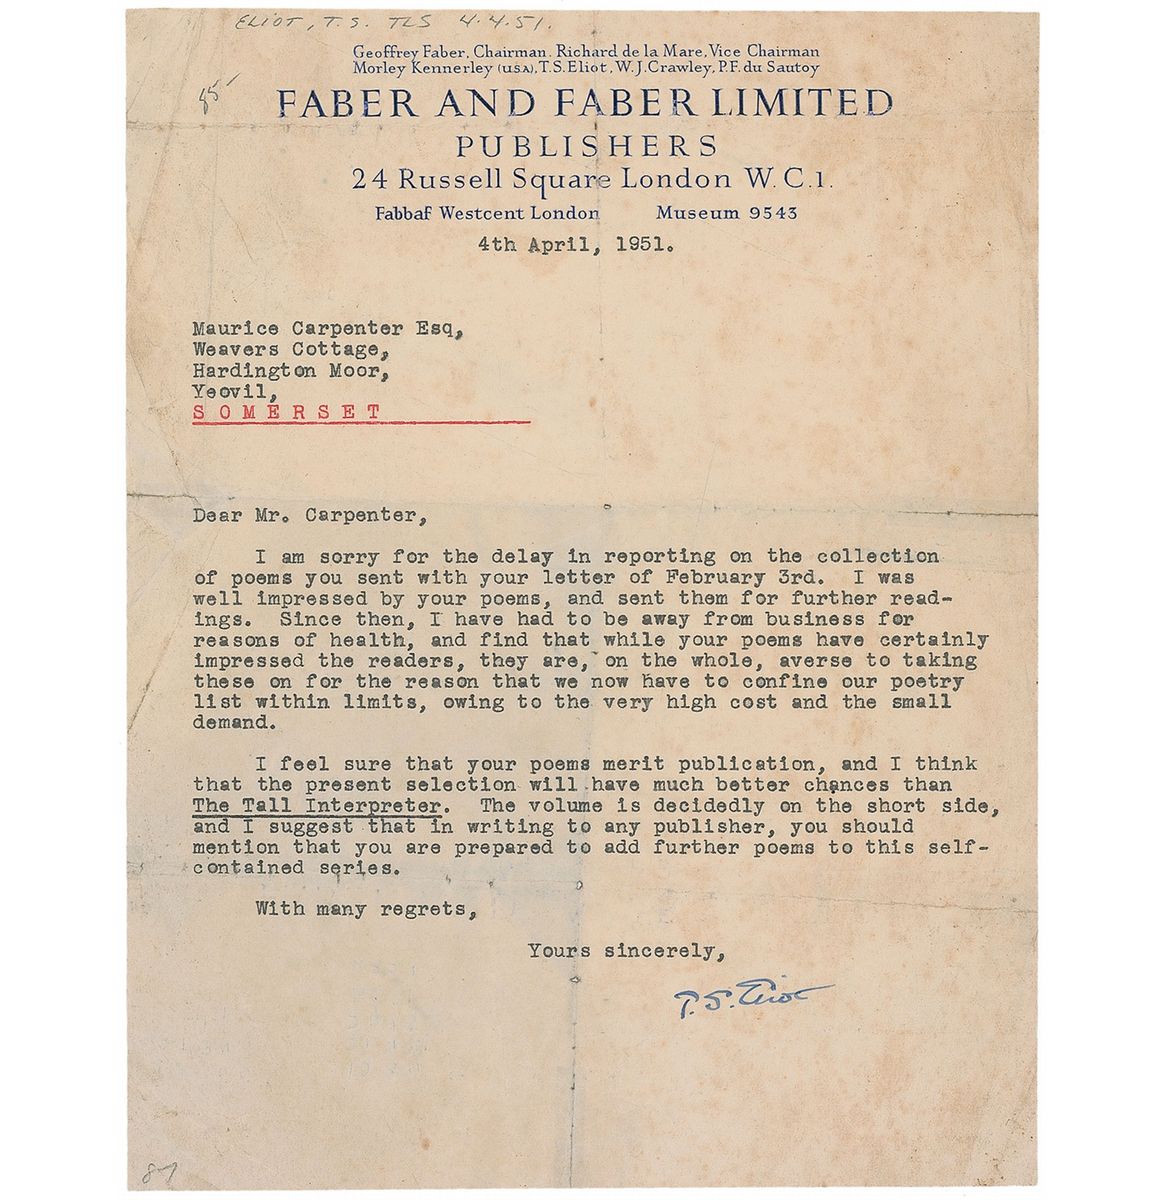 ELIOT, T.S. TLS 4.4.51.
Geoffrey Faber, Chairman. Richard de la Mare, Vice Chairman
Morley Kennerley (U.S.A), T.S. Eliot, W.J. Crawley, P.F. du Sautoy
85
FABER AND FABER LIMITED
PUBLISHERS
24 Russell Square London W.C.1.
Fabbaf Westcent London Museum 9543
4th April, 1951.
Maurice Carpenter Esq,
Weavers Cottage,
Hardington Moor,
Yeovil,
SOMERSET
Dear Mr. Carpenter,
I am sorry for the delay in reporting on the collection
of poems you sent with your letter of February 3rd. I was
well impressed by your poems, and sent them for further read-
ings. Since then, I have had to be away from business for
reasons of health, and find that while your poems have certainly
impressed the readers, they are, on the whole, averse to taking
these on for the reason that we now have to confine our poetry
list within limits, owing to the very high cost and the small
demand.
I feel sure that your poems merit publication, and I think
that the present selection will have much better chances than
The Tall Interpreter. The volume is decidedly on the short side,
and I suggest that in writing to any publisher, you should
mention that you are prepared to add further poems to this self-
contained series.
With many regrets,
Yours sincerely,
T. S. Eliot
87